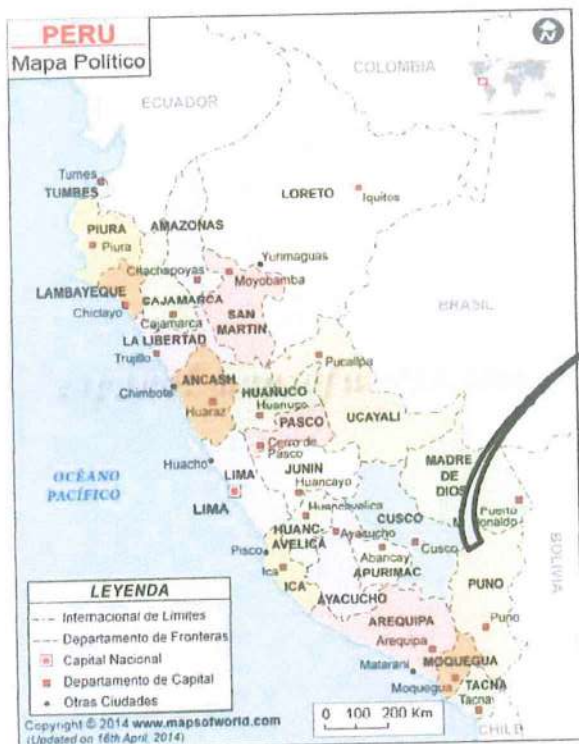 PERU
Mapa Político
N
COLOMBIA
ECUADOR
Tumes
TUMBES
LORETO
Iquitos
PIURA
Piura
AMAZONAS
Yurimaguas
Moyobamba
LAMBAYEQUE
Chiclayo
CAJAMARCA
Cajamarca
SAN
MARTIN
BRASIL
LA LIBERTAD
Trujillo
Pucallpa
ANCASH
Chimbote
Huaraz
HUANUCO
Huanuco
PASCO
UCAYALI
Cerro de
Pasco
Huacho
LIMA
JUNIN
MADRE
DE
DIOS
OCÉANO
PACÍFICO
Huancayo
LIMA
Huancavelica
CUSCO
Puerto
HUANC
AVELICA
Ayacucho
Cusco
Pisco
Abancay
Ica
APURIMAC
BOLIVIA
ICA
AYACUCHO
PUNO
AREQUIPA
Puno
Arequipa
MOQUEGUA
Matarani
Moquegua
TACNA
Tacna
CHILE
LEYENDA
Internacional de Límites
Departamento de Fronteras
Capital Nacional
Departamento de Capital
Otras Ciudades
0 100 200 Km
Copyright © 2014 www.mapsofworld.com
(Updated on 16th April, 2014)